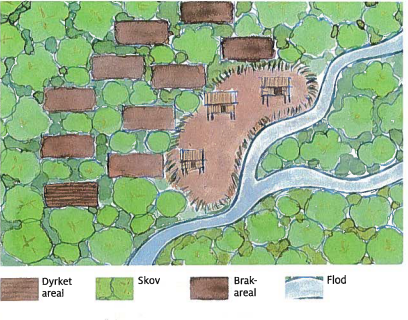 Dyrket
areal
Skov
Brak-
areal
Flod